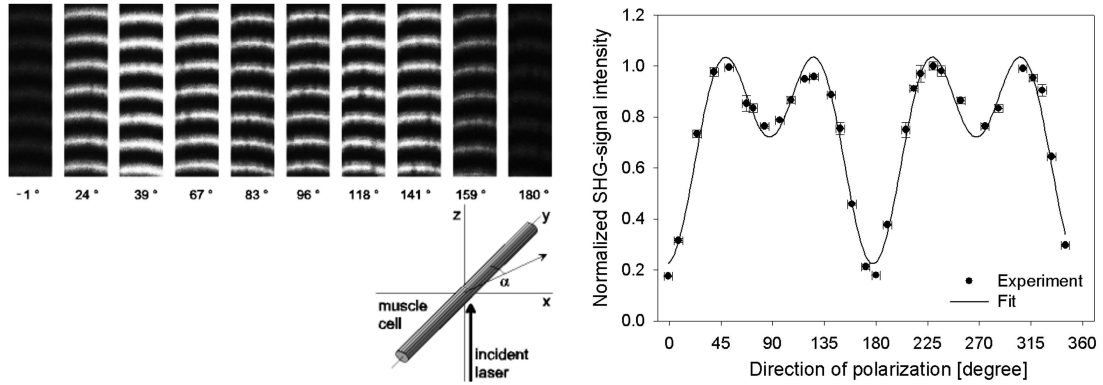 -1 °
24 °
39 °
67 °
83 °
96 °
118 °
141 °
159 °
180 °
z
y
α
x
muscle
cell
incident
laser
Normalized SHG-signal intensity
1.2
1.0
0.8
0.6
0.4
0.2
0.0
Experiment
Fit
0 45 90 135 180 225 270 315 360
Direction of polarization [degree]